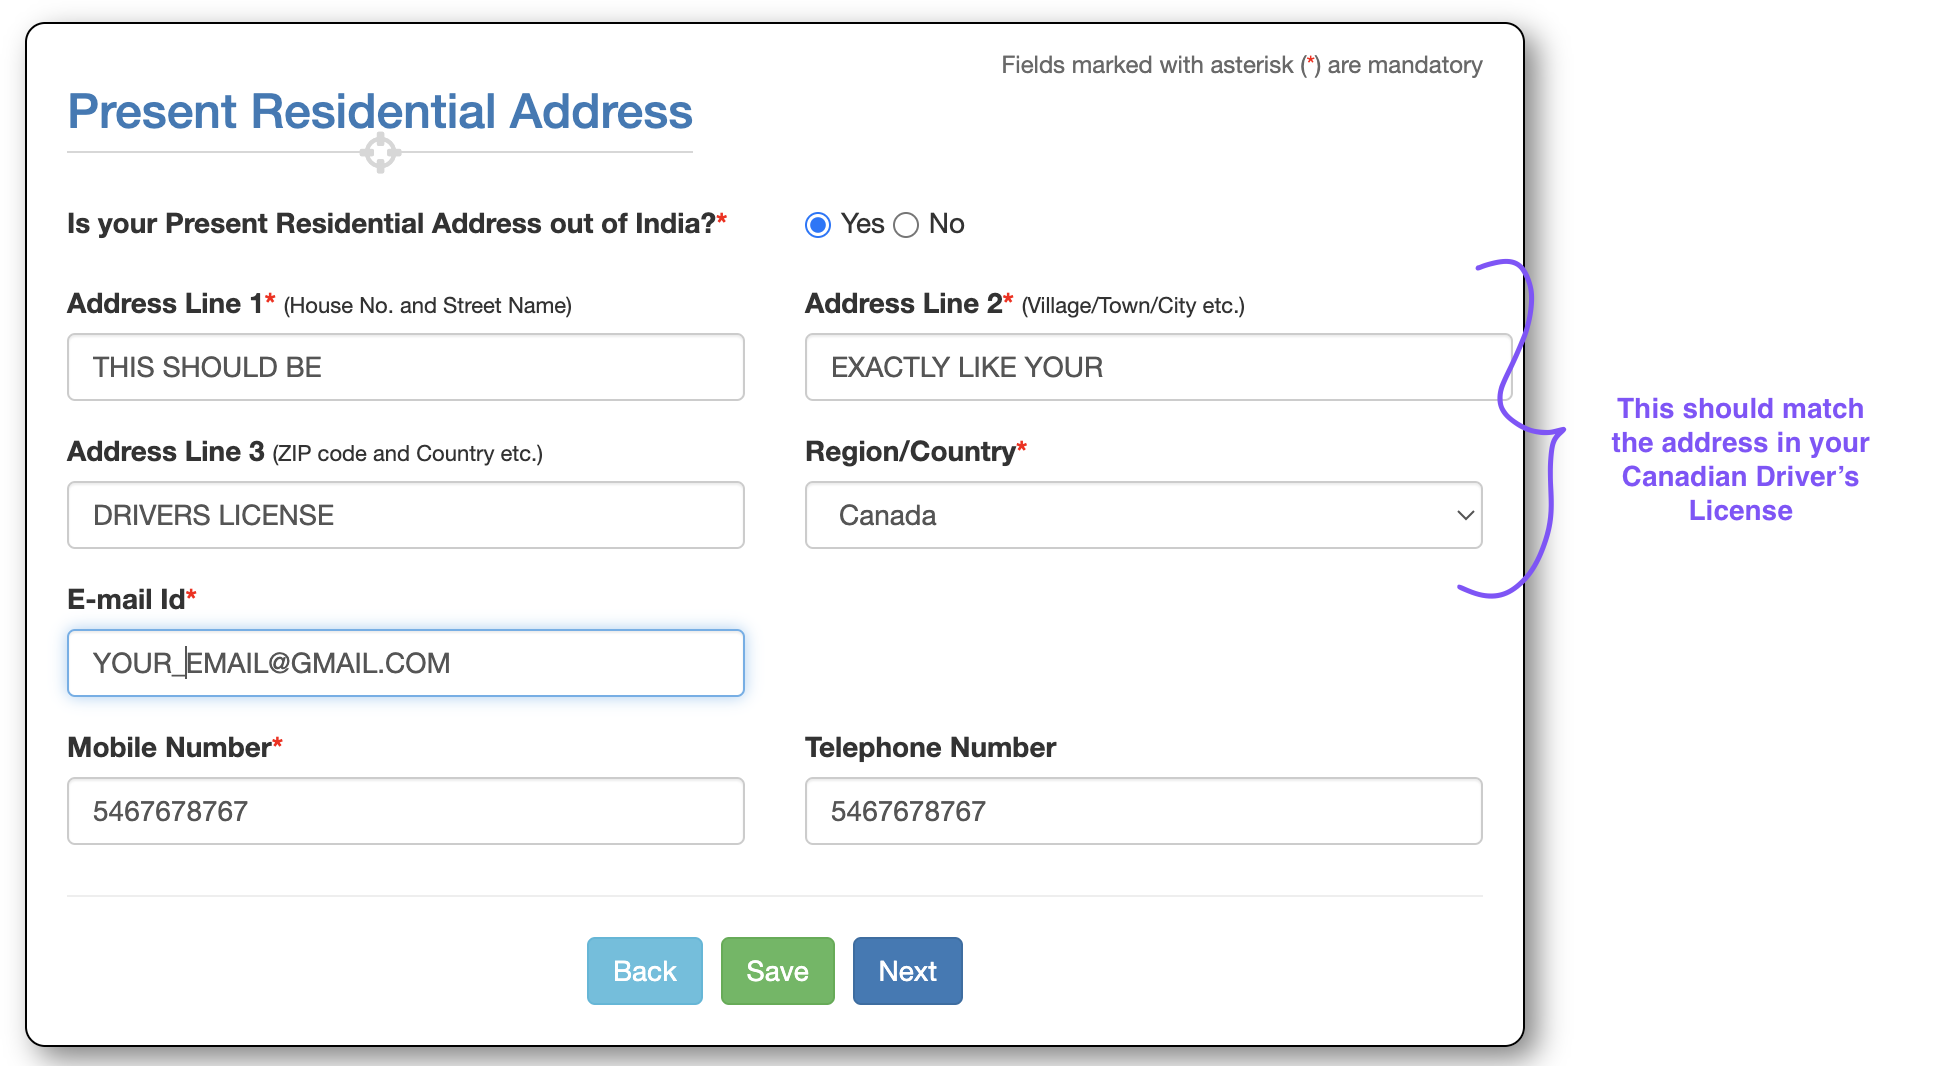 Fields marked with asterisk (*) are mandatory
Present Residential Address
Is your Present Residential Address out of India?* Yes No
Address Line 1* (House No. and Street Name)
THIS SHOULD BE
Address Line 2* (Village/Town/City etc.)
EXACTLY LIKE YOUR
Address Line 3 (ZIP code and Country etc.)
DRIVERS LICENSE
Region/Country*
Canada
This should match
the address in your
Canadian Driver’s
License
E-mail Id*
YOUR_EMAIL@GMAIL.COM
Mobile Number*
5467678767
Telephone Number
5467678767
Back Save Next